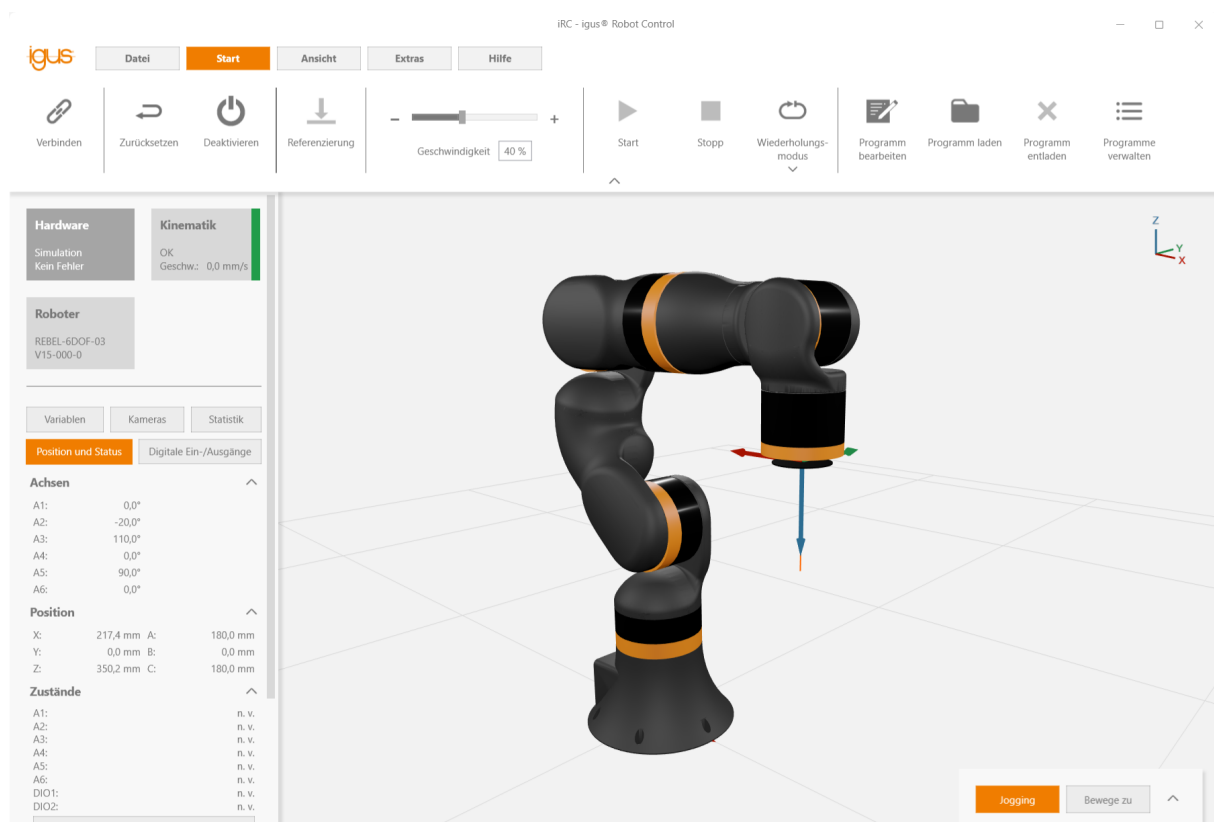 iRC - igus® Robot Control
igus
Datei
Start
Ansicht
Extras
Hilfe
Verbinden
Zurücksetzen
Deaktivieren
Referenzierung
Geschwindigkeit 40 %
Start
Stopp
Wiederholungs-
modus
Programm
bearbeiten
Programm laden
Programm
entladen
Programme
verwalten
Hardware
Simulation
Kein Fehler
Kinematik
OK
Geschw.: 0,0 mm/s
Roboter
REBEL-6DOF-03
V15-000-0
Variablen
Kameras
Statistik
Position und Status
Digitale Ein-/Ausgänge
Achsen
A1: 0,0°
A2: -20,0°
A3: 110,0°
A4: 0,0°
A5: 90,0°
A6: 0,0°
Position
X: 217,4 mm A: 180,0 mm
Y: 0,0 mm B: 0,0 mm
Z: 350,2 mm C: 180,0 mm
Zustände
A1: n. v.
A2: n. v.
A3: n. v.
A4: n. v.
A5: n. v.
A6: n. v.
DIO1: n. v.
DIO2: n. v.
Z
Y
X
Jogging
Bewege zu